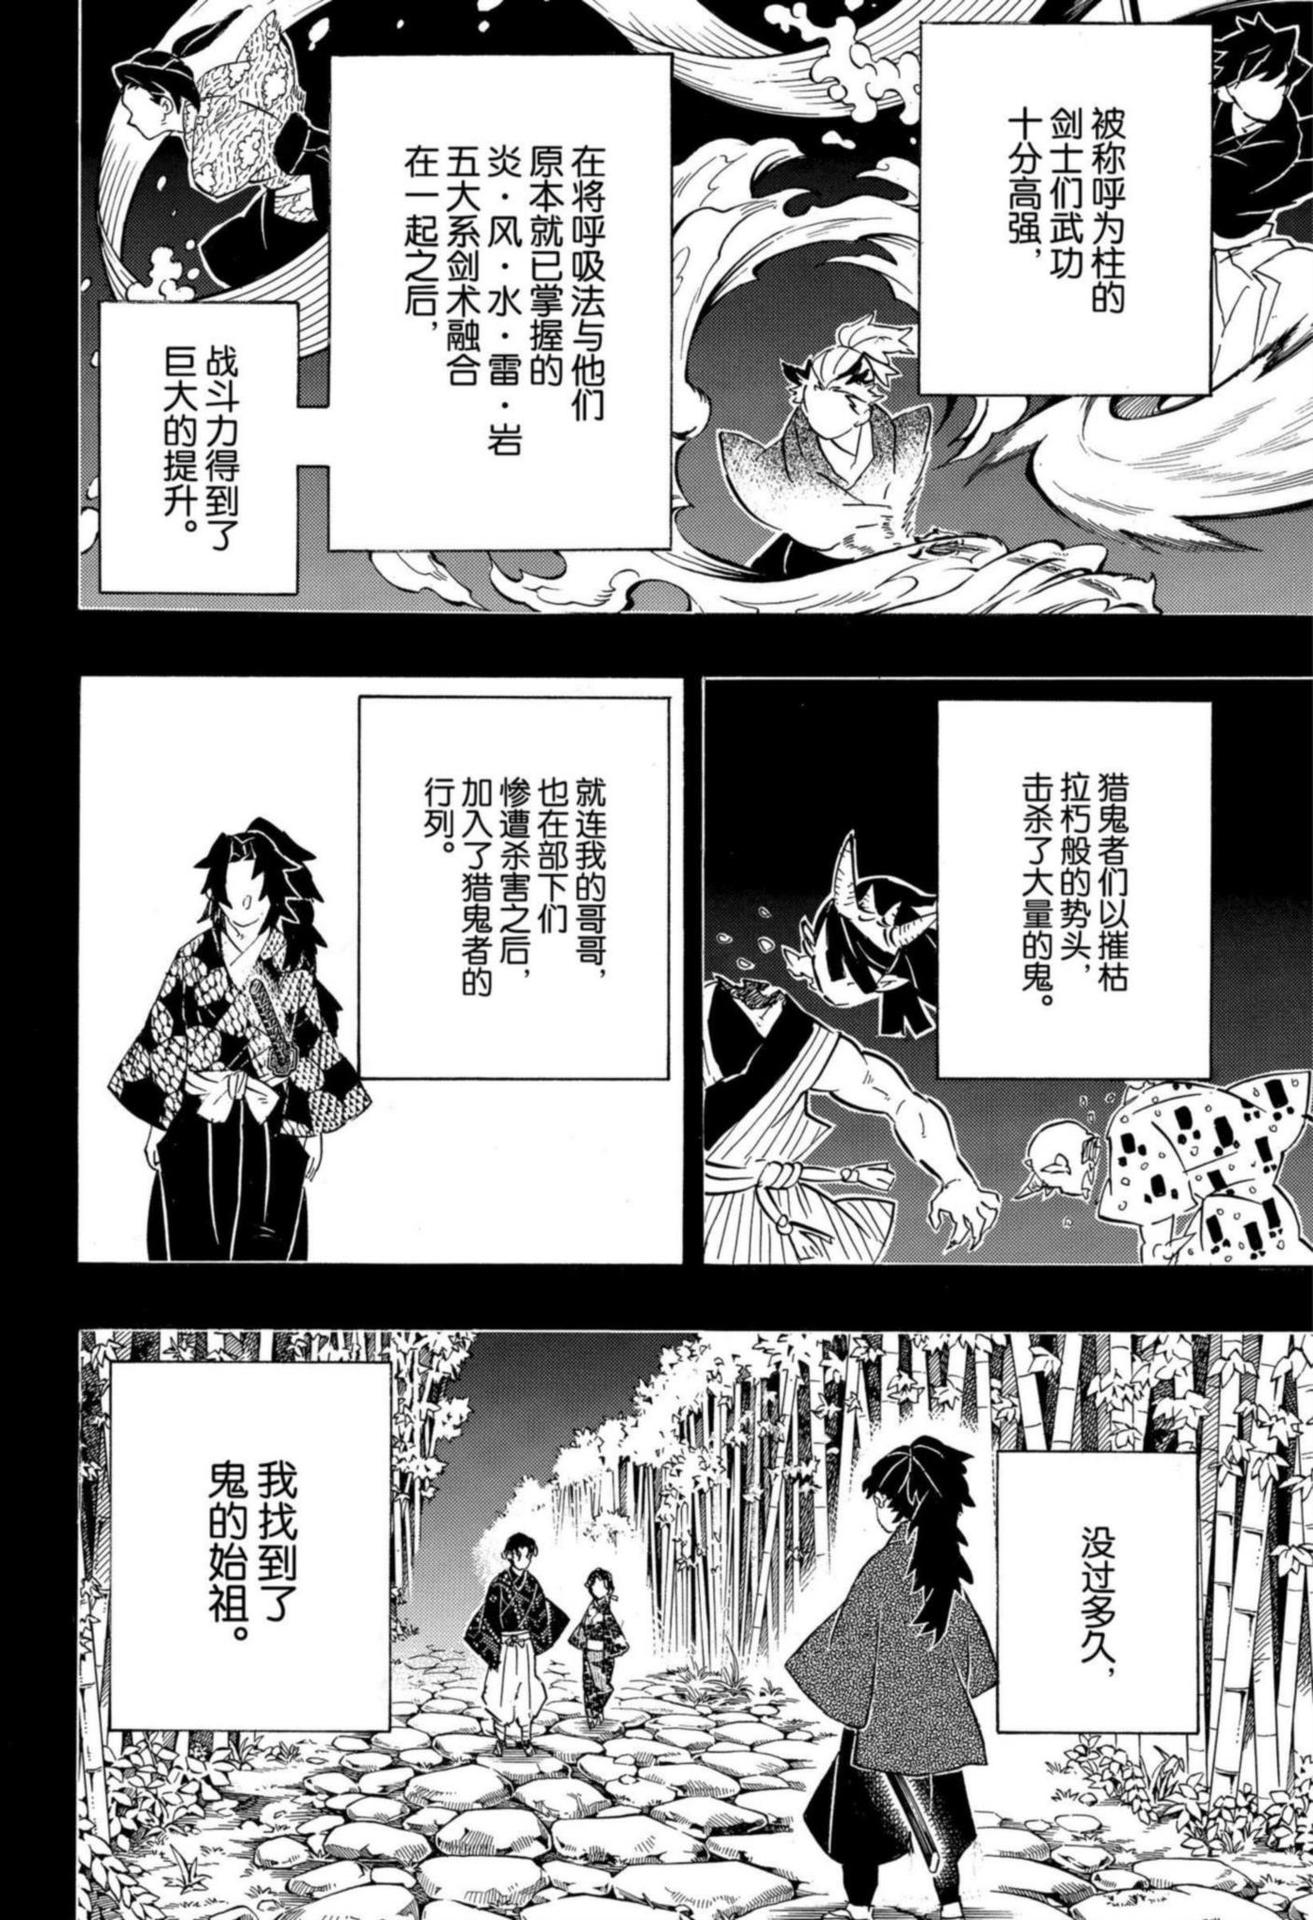 被称呼为柱的
剑士们武功
十分高强，
在将呼吸法与他们
原本就已掌握的
炎·风·水·雷·岩
五大系剑术融合
在一起之后，
战斗力得到了
巨大的提升。
猎鬼者们以摧枯
拉朽般的势头，
击杀了大量的鬼。
就连我的哥哥，
也在部下们
惨遭杀害之后，
加入了猎鬼者的
行列。
没过多久，
我找到了
鬼的始祖。